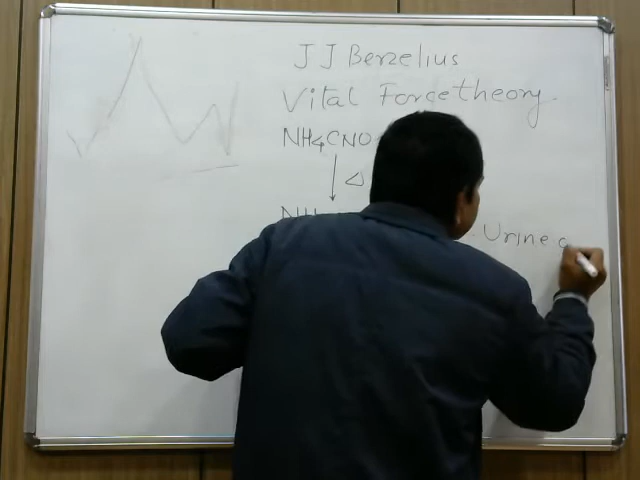 J J Berzelius
Vital Force theory.
NH4CNO
Δ
NH
Urine